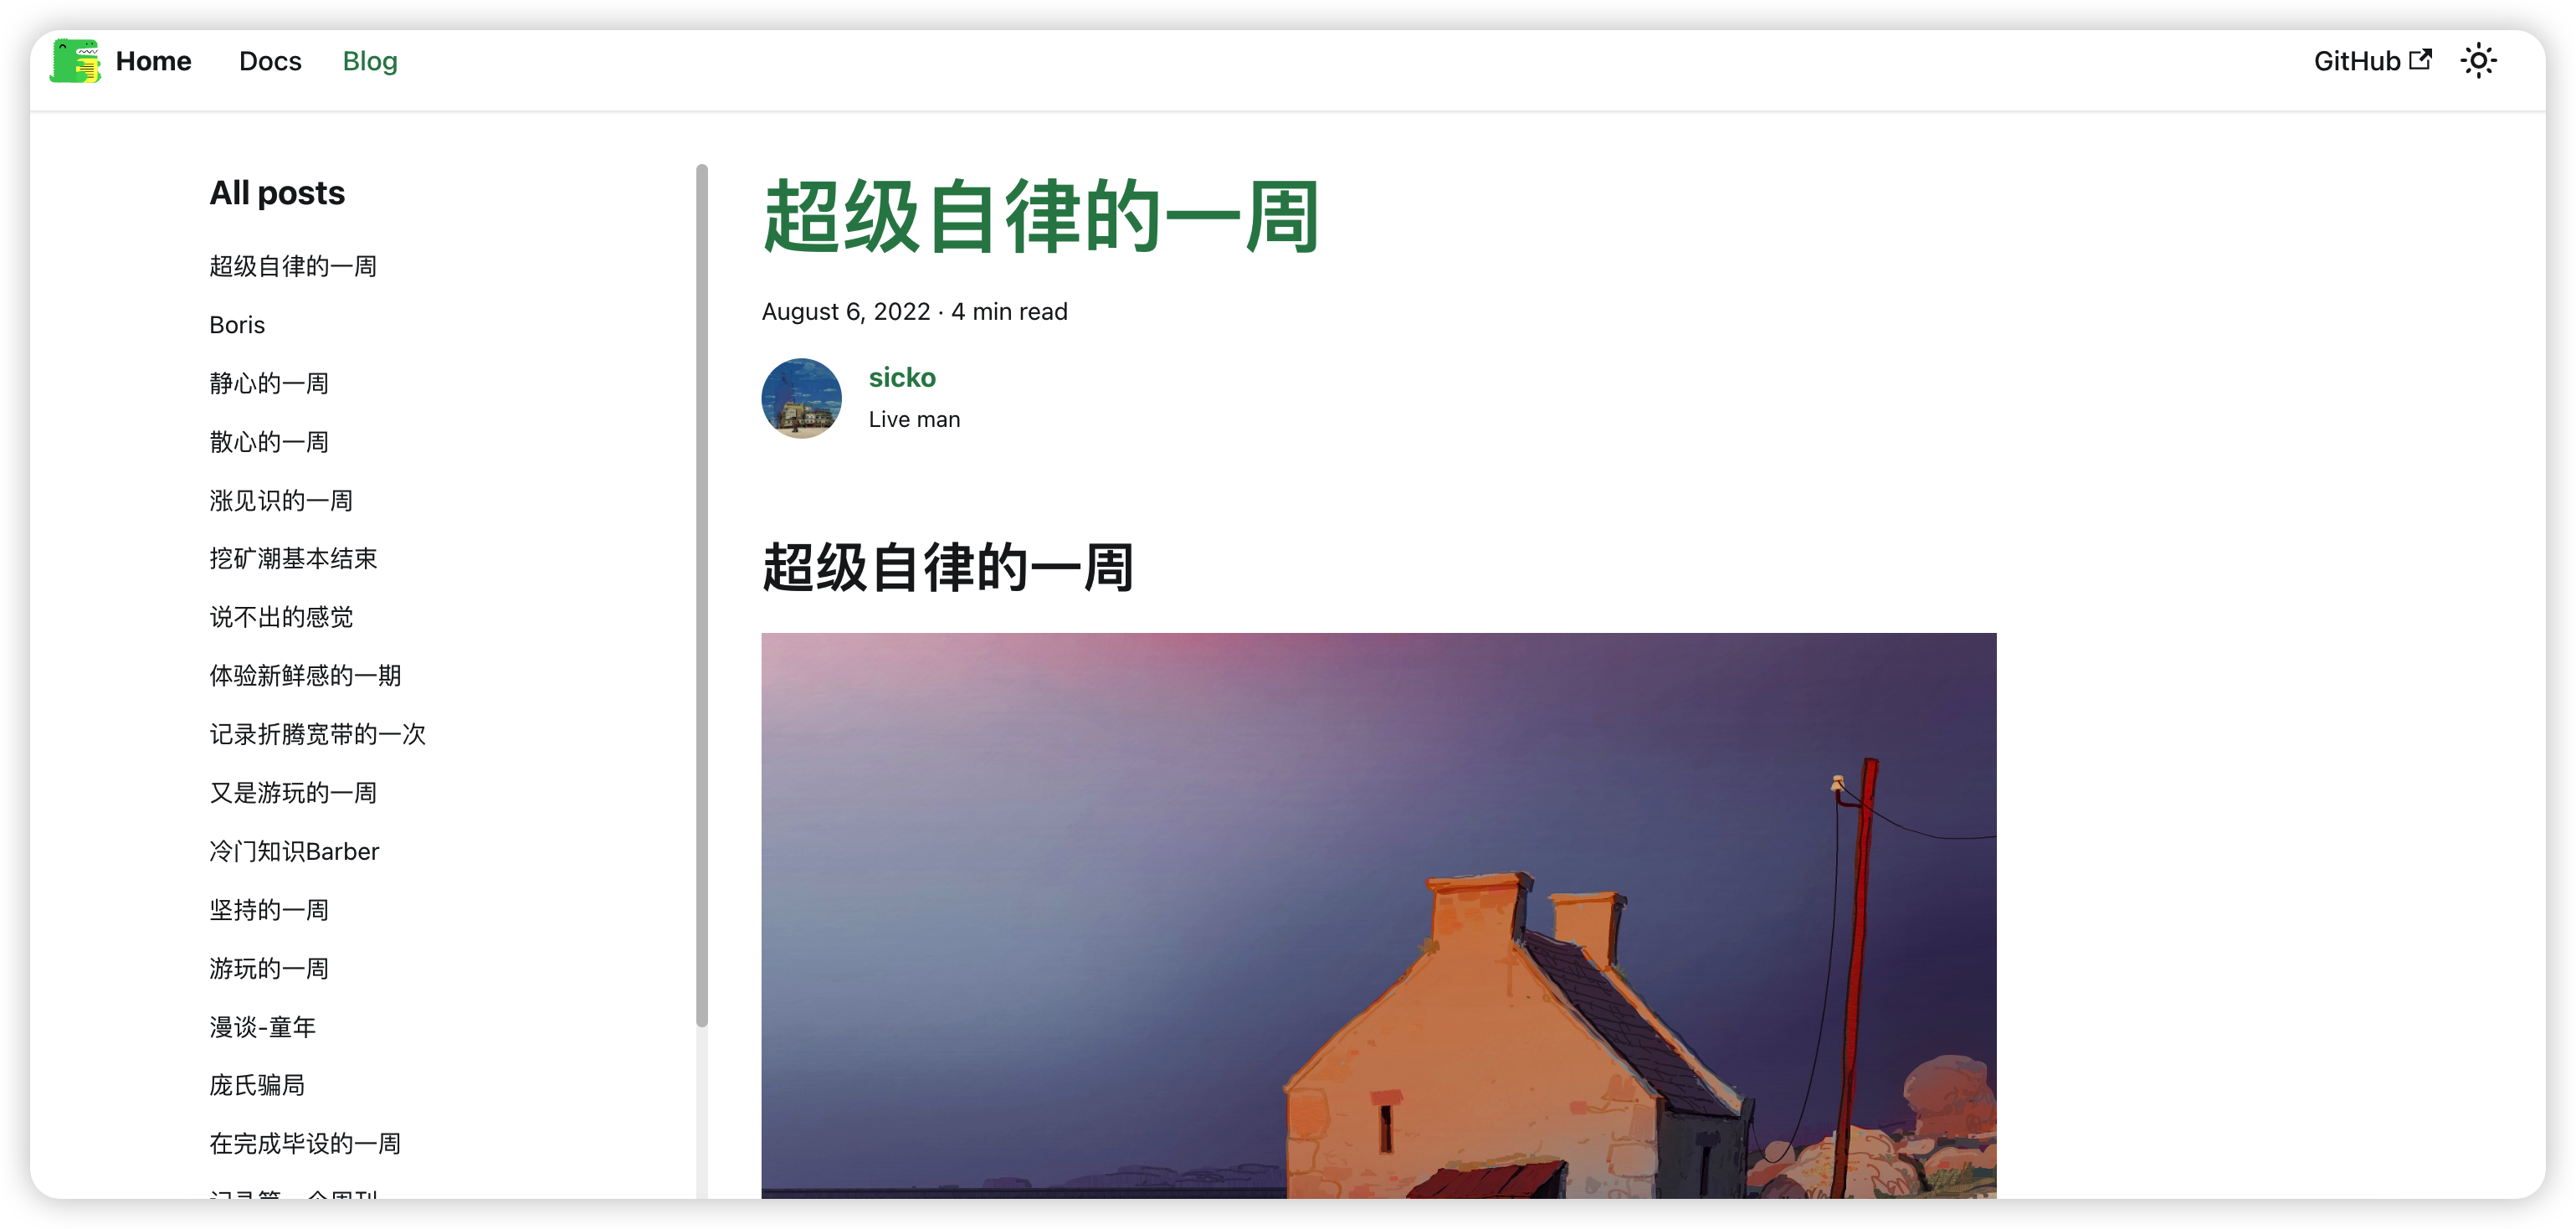 Home Docs Blog GitHub
All posts
超级自律的一周
Boris
静心的一周
散心的一周
涨见识的一周
挖矿潮基本结束
说不出的感觉
体验新鲜感的一期
记录折腾宽带的一次
又是游玩的一周
冷门知识Barber
坚持的一周
游玩的一周
漫谈-童年
庞氏骗局
在完成毕设的一周
超级自律的一周
August 6, 2022 · 4 min read
sicko
Live man
超级自律的一周